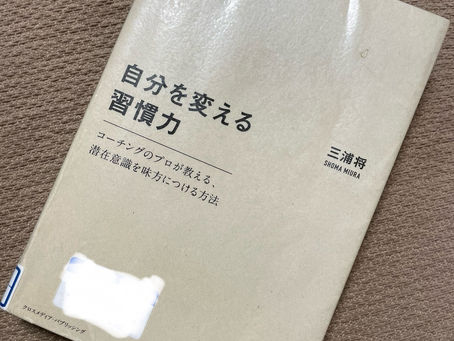 自分を変える
習慣力
コーチングのプロが教える、
潜在意識を味方につける方法
三浦将
SHOMA MIURA
クロスメディア・パブリッシング